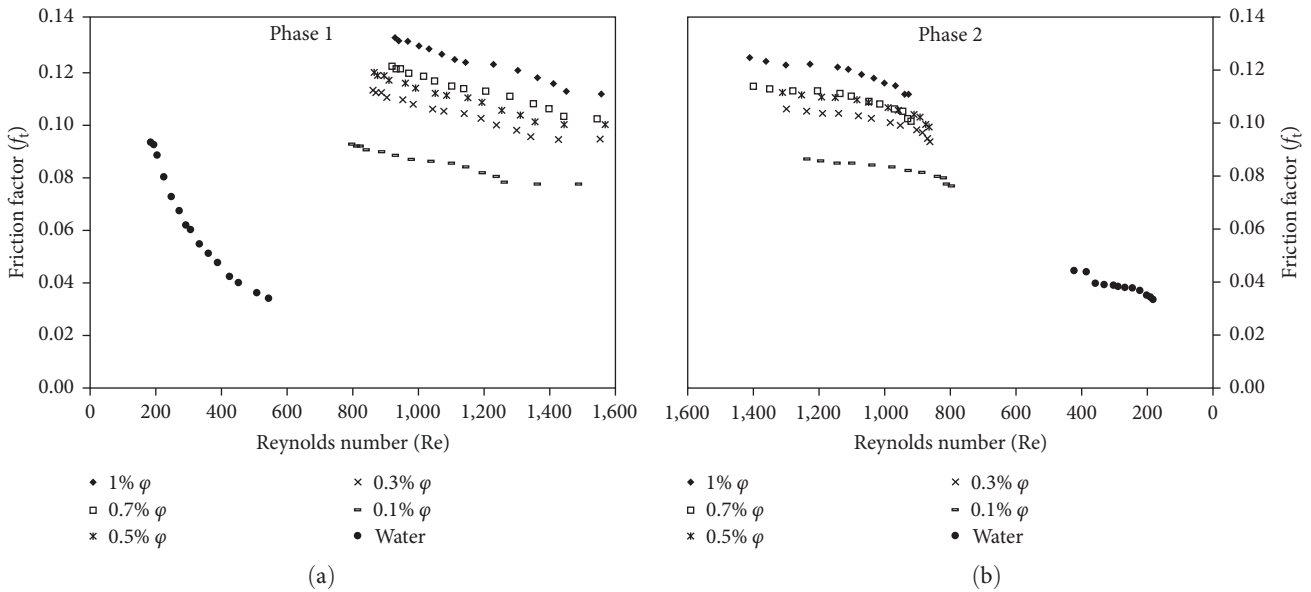 Phase 1
Friction factor (ft)
0.14
0.12
0.10
0.08
0.06
0.04
0.02
0.00
0 200 400 600 800 1,000 1,200 1,400 1,600
Reynolds number (Re)
1% φ
0.7% φ
0.5% φ
0.3% φ
0.1% φ
Water
(a)
Phase 2
Friction factor (ft)
0.14
0.12
0.10
0.08
0.06
0.04
0.02
0.00
1,600 1,400 1,200 1,000 800 600 400 200 0
Reynolds number (Re)
1% φ
0.7% φ
0.5% φ
0.3% φ
0.1% φ
Water
(b)